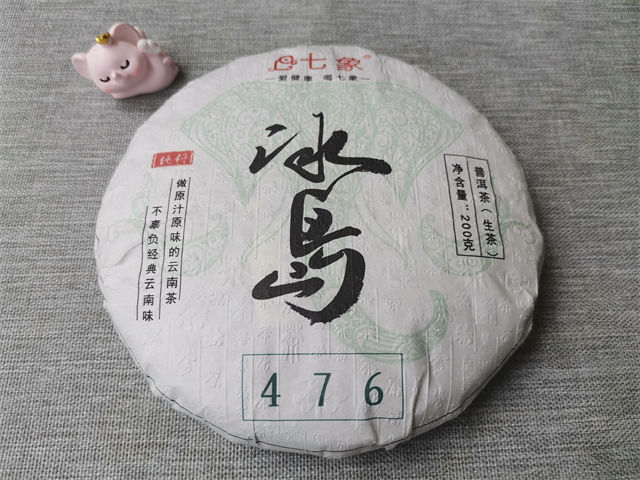 七象®
爱健康 喝七象
冰
岛
纯料
做原汁原味的云南茶
不辜负经典云南味
普洱茶（生茶）
净含量：200克
476